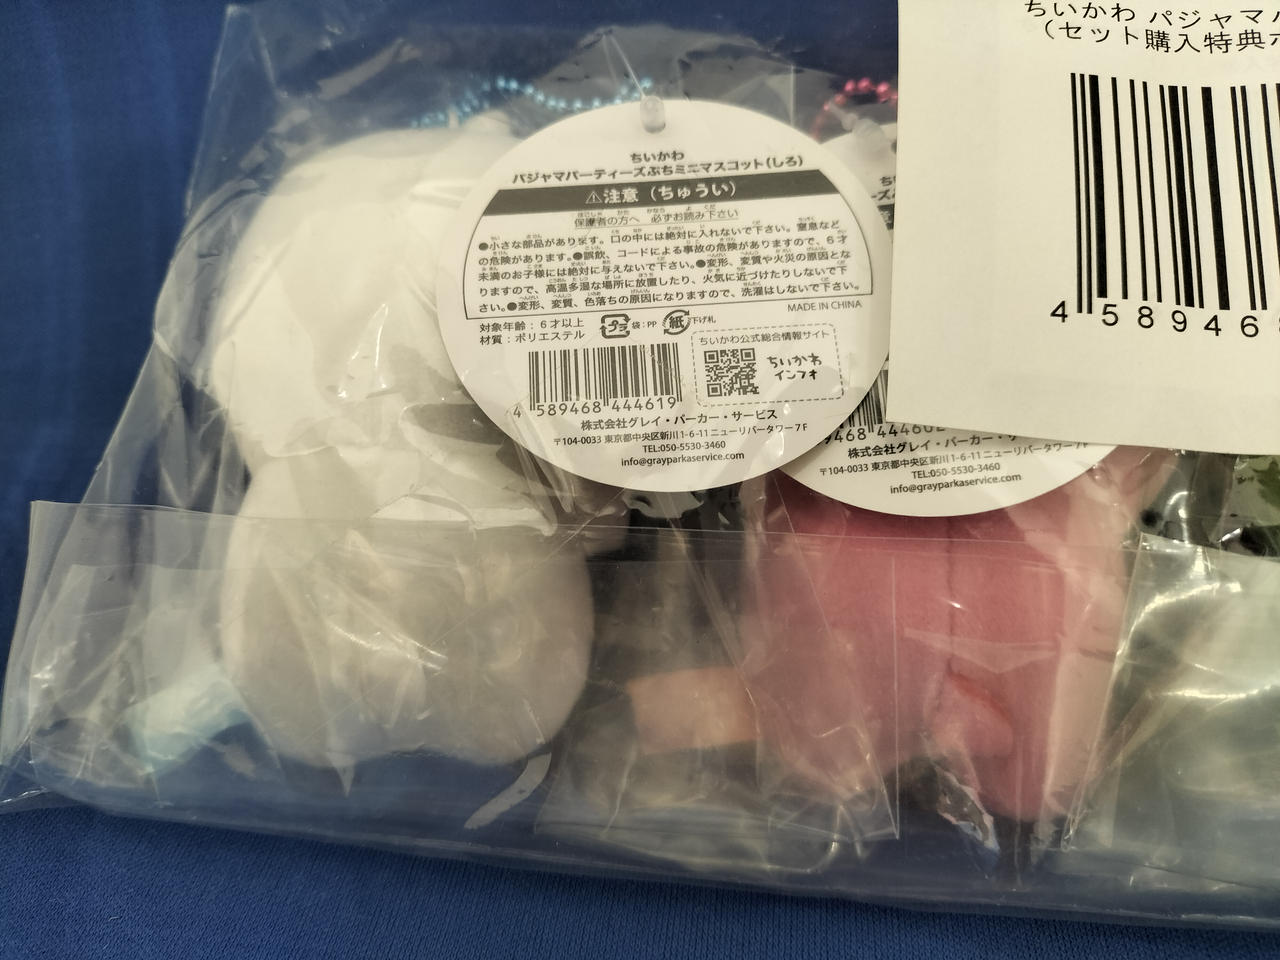 ちいかわ
パジャマパーティーズぷちミニマスコット(しろ)
⚠注意（ちゅうい）
保護者の方へ 必ずお読み下さい
●小さな部品があります。口の中には絶対に入れないで下さい。窒息など
の危険があります。●誤飲、コードによる事故の危険がありますので、6才
未満のお子様には絶対に与えないで下さい。●変形、変質や火災の原因とな
りますので、高温多湿な場所に放置したり、火気に近づけたりしないで下
さい。●変形、変質、色落ちの原因になりますので、洗濯はしないで下さい。
MADE IN CHINA
対象年齢：6才以上
材質：ポリエステル
プラ 袋：PP 紙 下げ札
ちいかわ公式総合情報サイト
ちいかわ
インフォ
4 589468 444619
株式会社グレイ・パーカー・サービス
〒104-0033 東京都中央区新川1-6-11 ニューリバータワー7F
TEL:050-5530-3460
info@grayparkaservice.com
ちいかわ パジャマ
（セット購入特典
4 589468
株式会社グレイ・パーカー・サ
〒104-0033 東京都中央区新川1-6-11 ニューリバータワー7F
TEL:050-5530-3460
info@grayparkaservice.com